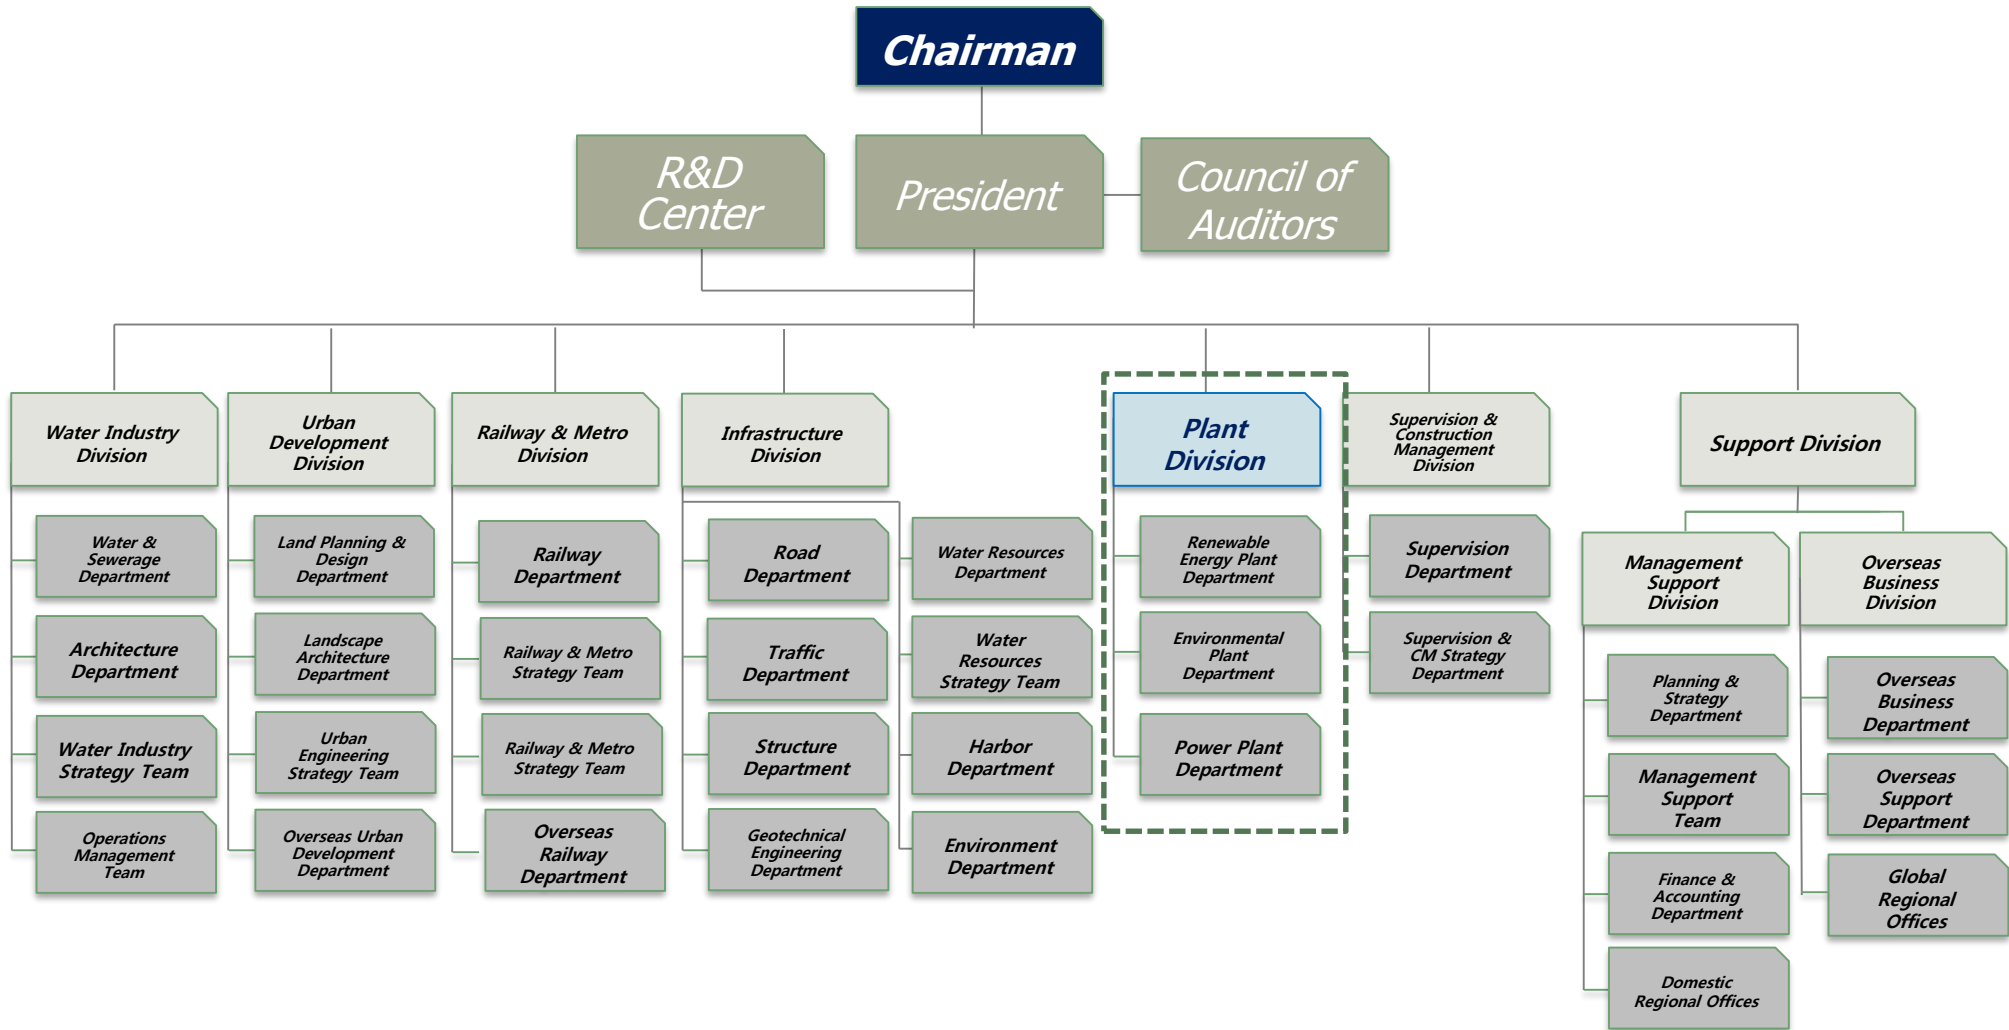 Chairman
R&D
Center
President
Council of
Auditors
Water Industry
Division
Urban
Development
Division
Railway & Metro
Division
Infrastructure
Division
Plant
Division
Supervision &
Construction
Management
Division
Support Division
Water &
Sewerage
Department
Architecture
Department
Water Industry
Strategy Team
Operations
Management
Team
Land Planning &
Design
Department
Landscape
Architecture
Department
Urban
Engineering
Strategy Team
Overseas Urban
Development
Department
Railway
Department
Railway & Metro
Strategy Team
Railway & Metro
Strategy Team
Overseas
Railway
Department
Road
Department
Traffic
Department
Structure
Department
Geotechnical
Engineering
Department
Water Resources
Department
Water
Resources
Strategy Team
Harbor
Department
Environment
Department
Renewable
Energy Plant
Department
Environmental
Plant
Department
Power Plant
Department
Supervision
Department
Supervision &
CM Strategy
Department
Management
Support
Division
Planning &
Strategy
Department
Management
Support
Team
Finance &
Accounting
Department
Domestic
Regional Offices
Overseas
Business
Division
Overseas
Business
Department
Overseas
Support
Department
Global
Regional
Offices